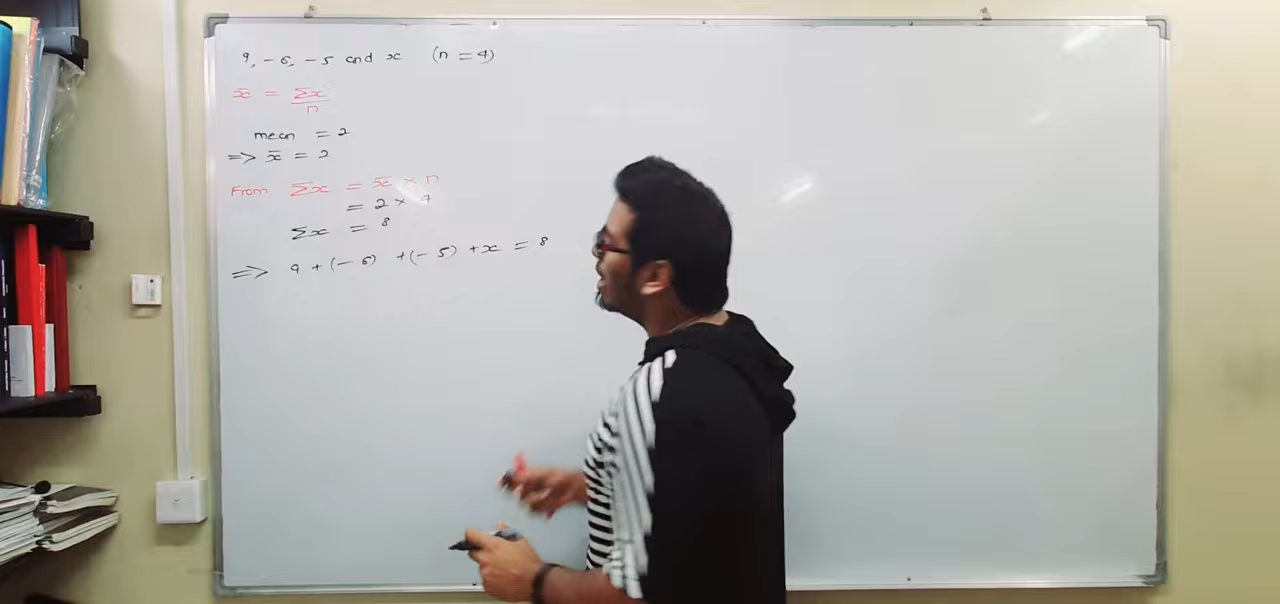 9, -6, -5 and x (n = 4)
x̄ = Σx/n
mean = 2
=> x̄ = 2
From Σx = x̄ × n
= 2 × 4
Σx = 8
=> 9 + (-6) + (-5) + x = 8